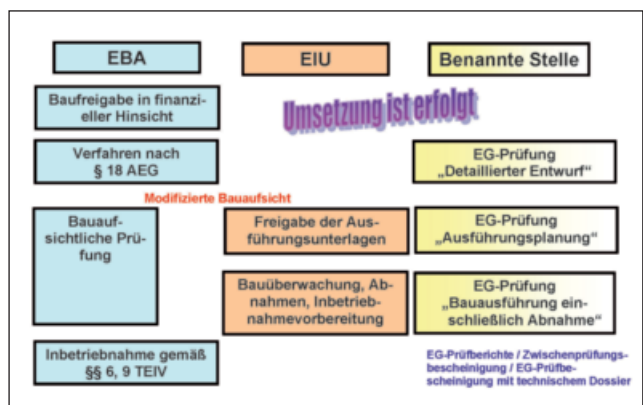 EBA
EIU
Benannte Stelle
Baufreigabe in finanzi-
eller Hinsicht
Umsetzung ist erfolgt
Verfahren nach
§ 18 AEG
EG-Prüfung
„Detaillierter Entwurf“
Modifizierte Bauaufsicht
Bauauf-
sichtliche Prü-
fung
Freigabe der Aus-
führungsunterlagen
EG-Prüfung
„Ausführungsplanung“
Bauüberwachung, Ab-
nahmen, Inbetrieb-
nahmevorbereitung
EG-Prüfung
„Bauausführung ein-
schließlich Abnahme“
Inbetriebnahme gemäß
§§ 6, 9 TEIV
EG-Prüfberichte / Zwischenprüfungs-
bescheinigung / EG-Prüfbe-
scheinigung mit technischem Dossier